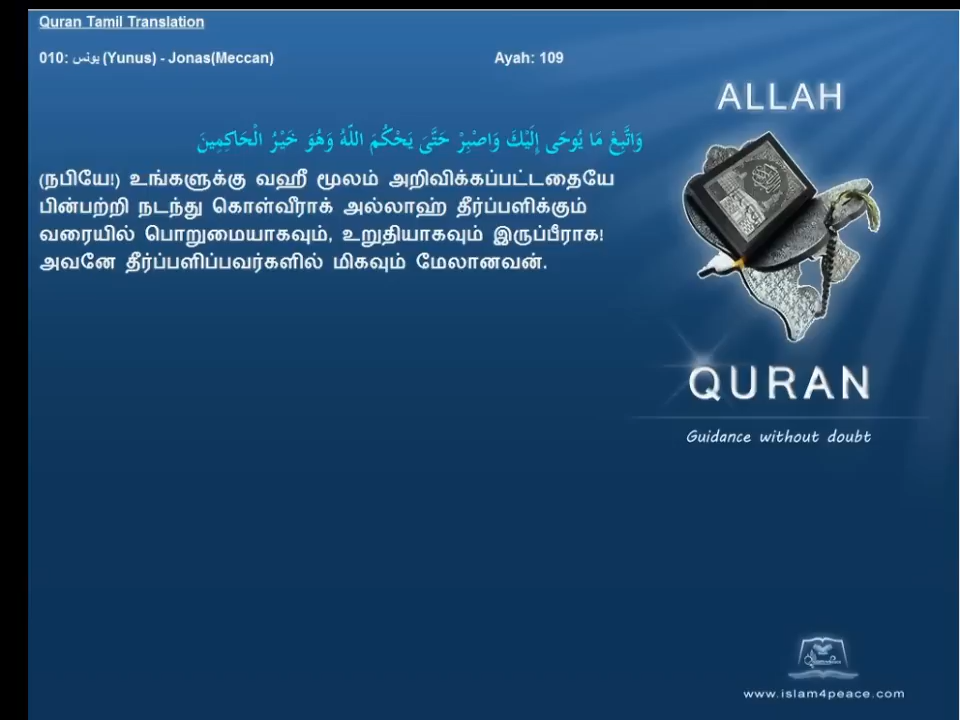 Quran Tamil Translation
010: يونس (Yunus) - Jonas(Meccan)
Ayah: 109
ALLAH
وَاتَّبِعْ مَا يُوحَى إِلَيْكَ وَاصْبِرْ حَتَّىَ يَحْكُمَ اللّهُ وَهُوَ خَيْرُ الْحَاكِمِينَ
(நபியே!) உங்களுக்கு வஹீ மூலம் அறிவிக்கப்பட்டதையே
பின்பற்றி நடந்து கொள்வீராக் அல்லாஹ் தீர்ப்பளிக்கும்
வரையில் பொறுமையாகவும், உறுதியாகவும் இருப்பீராக!
அவனே தீர்ப்பளிப்பவர்களில் மிகவும் மேலானவன்.
QURAN
Guidance without doubt
www.islam4peace.com